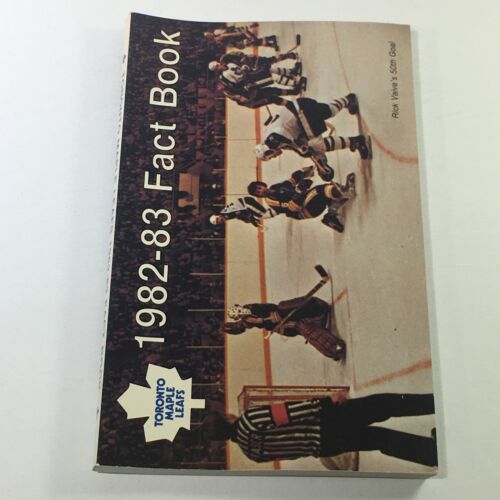 1982-83 Fact Book
Rick Vaive's 50th Goal
TORONTO
MAPLE
LEAFS